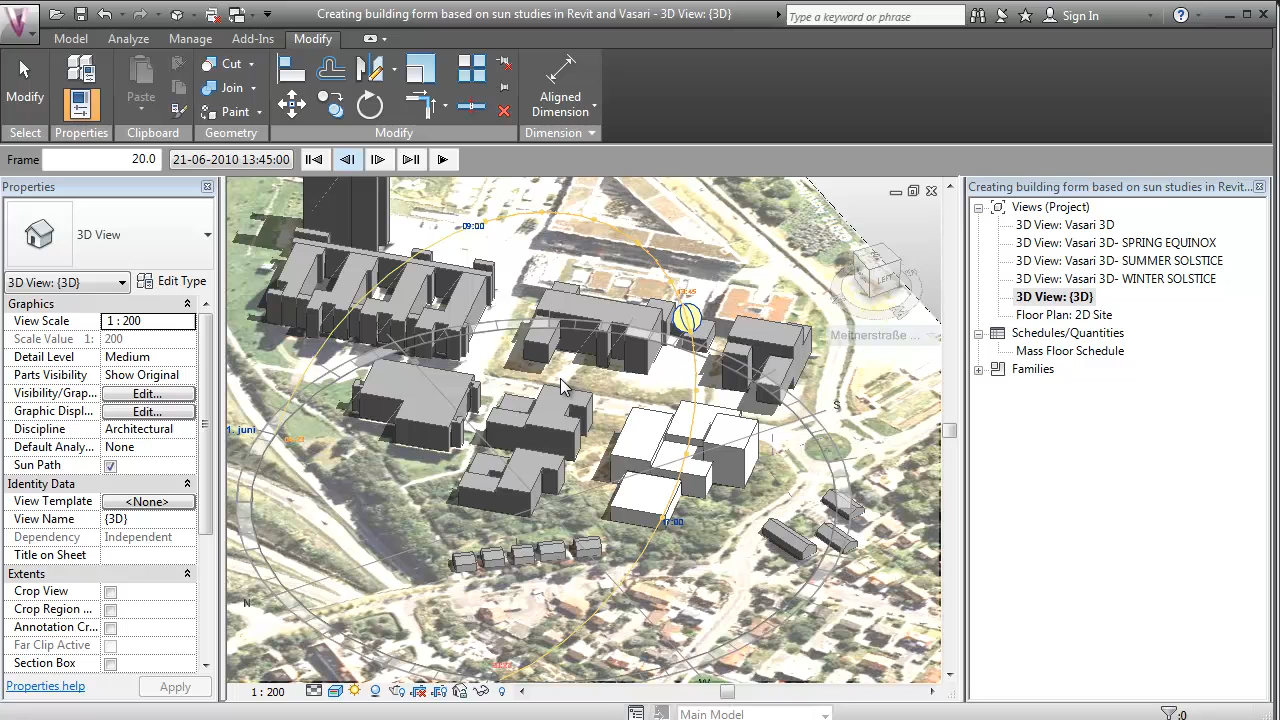 Creating building form based on sun studies in Revit and Vasari - 3D View: {3D}
Type a keyword or phrase
Sign In
Model Analyze Manage Add-Ins Modify
Cut
Join
Paint
Modify
Paste
Aligned
Dimension
Select Properties Clipboard Geometry Modify Dimension
Frame 20.0 21-06-2010 13:45:00
Properties
3D View
3D View: {3D} Edit Type
Graphics
View Scale 1 : 200
Scale Value 1: 200
Detail Level Medium
Parts Visibility Show Original
Visibility/Grap... Edit...
Graphic Displ... Edit...
Discipline Architectural
Default Analy... None
Sun Path
Identity Data
View Template <None>
View Name {3D}
Dependency Independent
Title on Sheet
Extents
Crop View
Crop Region ...
Annotation Cr...
Far Clip Active
Section Box
Properties help Apply
09:00
Meitnerstraße ...
LEFT
S
1. juni
17:00
N
1 : 200
Main Model
:0
Creating building form based on sun studies in Revit...
Views (Project)
3D View: Vasari 3D
3D View: Vasari 3D- SPRING EQUINOX
3D View: Vasari 3D- SUMMER SOLSTICE
3D View: Vasari 3D- WINTER SOLSTICE
3D View: {3D}
Floor Plan: 2D Site
Schedules/Quantities
Mass Floor Schedule
Families